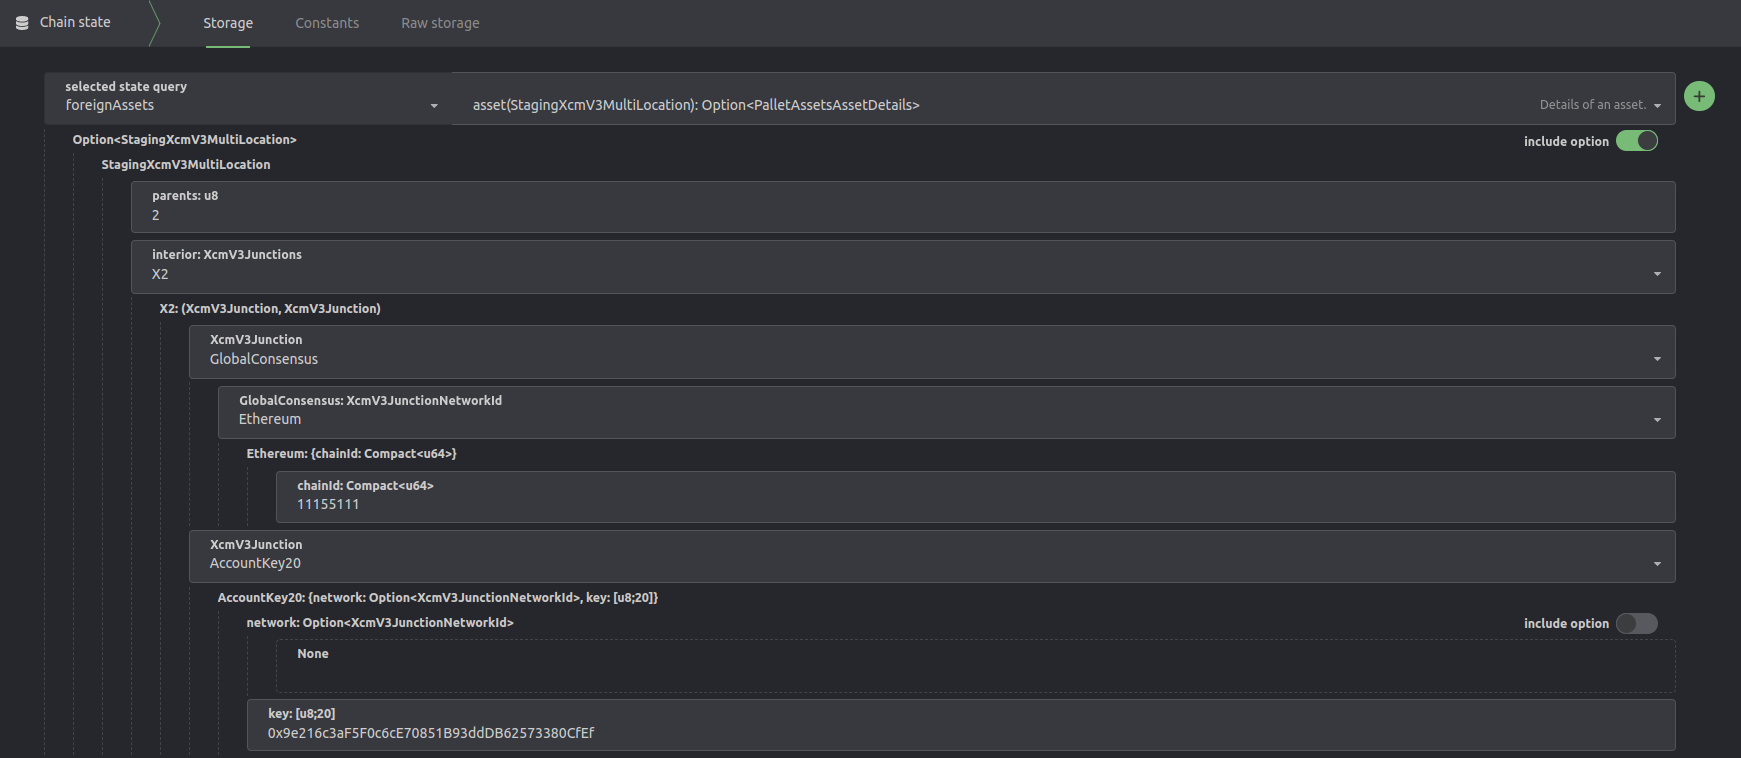 Chain state
Storage
Constants
Raw storage
selected state query
foreignAssets
asset(StagingXcmV3MultiLocation): Option<PalletAssetsAssetDetails>
Details of an asset.
Option<StagingXcmV3MultiLocation>
include option
StagingXcmV3MultiLocation
parents: u8
2
interior: XcmV3Junctions
X2
X2: (XcmV3Junction, XcmV3Junction)
XcmV3Junction
GlobalConsensus
GlobalConsensus: XcmV3JunctionNetworkId
Ethereum
Ethereum: {chainId: Compact<u64>}
chainId: Compact<u64>
11155111
XcmV3Junction
AccountKey20
AccountKey20: {network: Option<XcmV3JunctionNetworkId>, key: [u8;20]}
network: Option<XcmV3JunctionNetworkId>
include option
None
key: [u8;20]
0x9e216c3aF5F0c6cE70851B93ddDB62573380CfEf